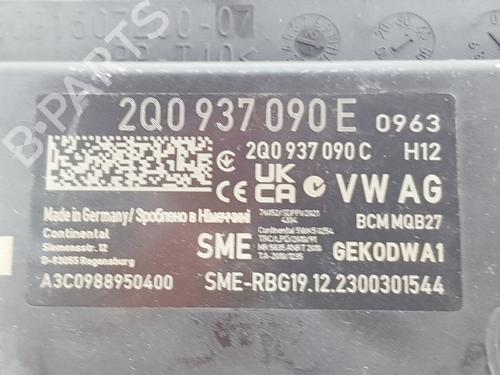 2Q0 937 090 E 0963
2Q0 937 090 C H12
UK
CE CA VW AG
BCM MQB27
Made in Germany / Зроблено в Німеччині
Continental
Siemensstr. 12
D-93055 Regensburg
SME GEKODWA1
A3C0988950400 SME-RBG19.12.2300301544
B-PARTS